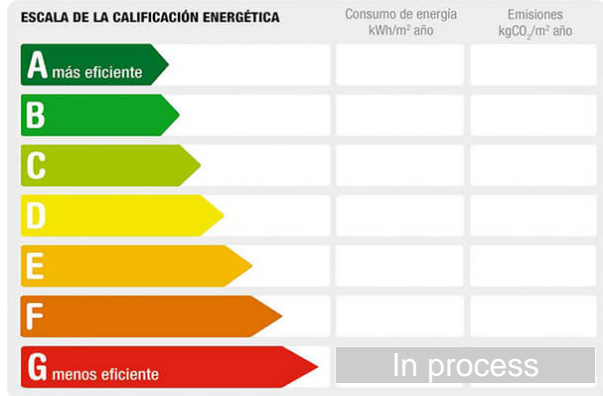 ESCALA DE LA CALIFICACIÓN ENERGÉTICA
Consumo de energía
kWh/m² año
Emisiones
kgCO₂/m² año
A más eficiente
B
C
D
E
F
G menos eficiente
In process